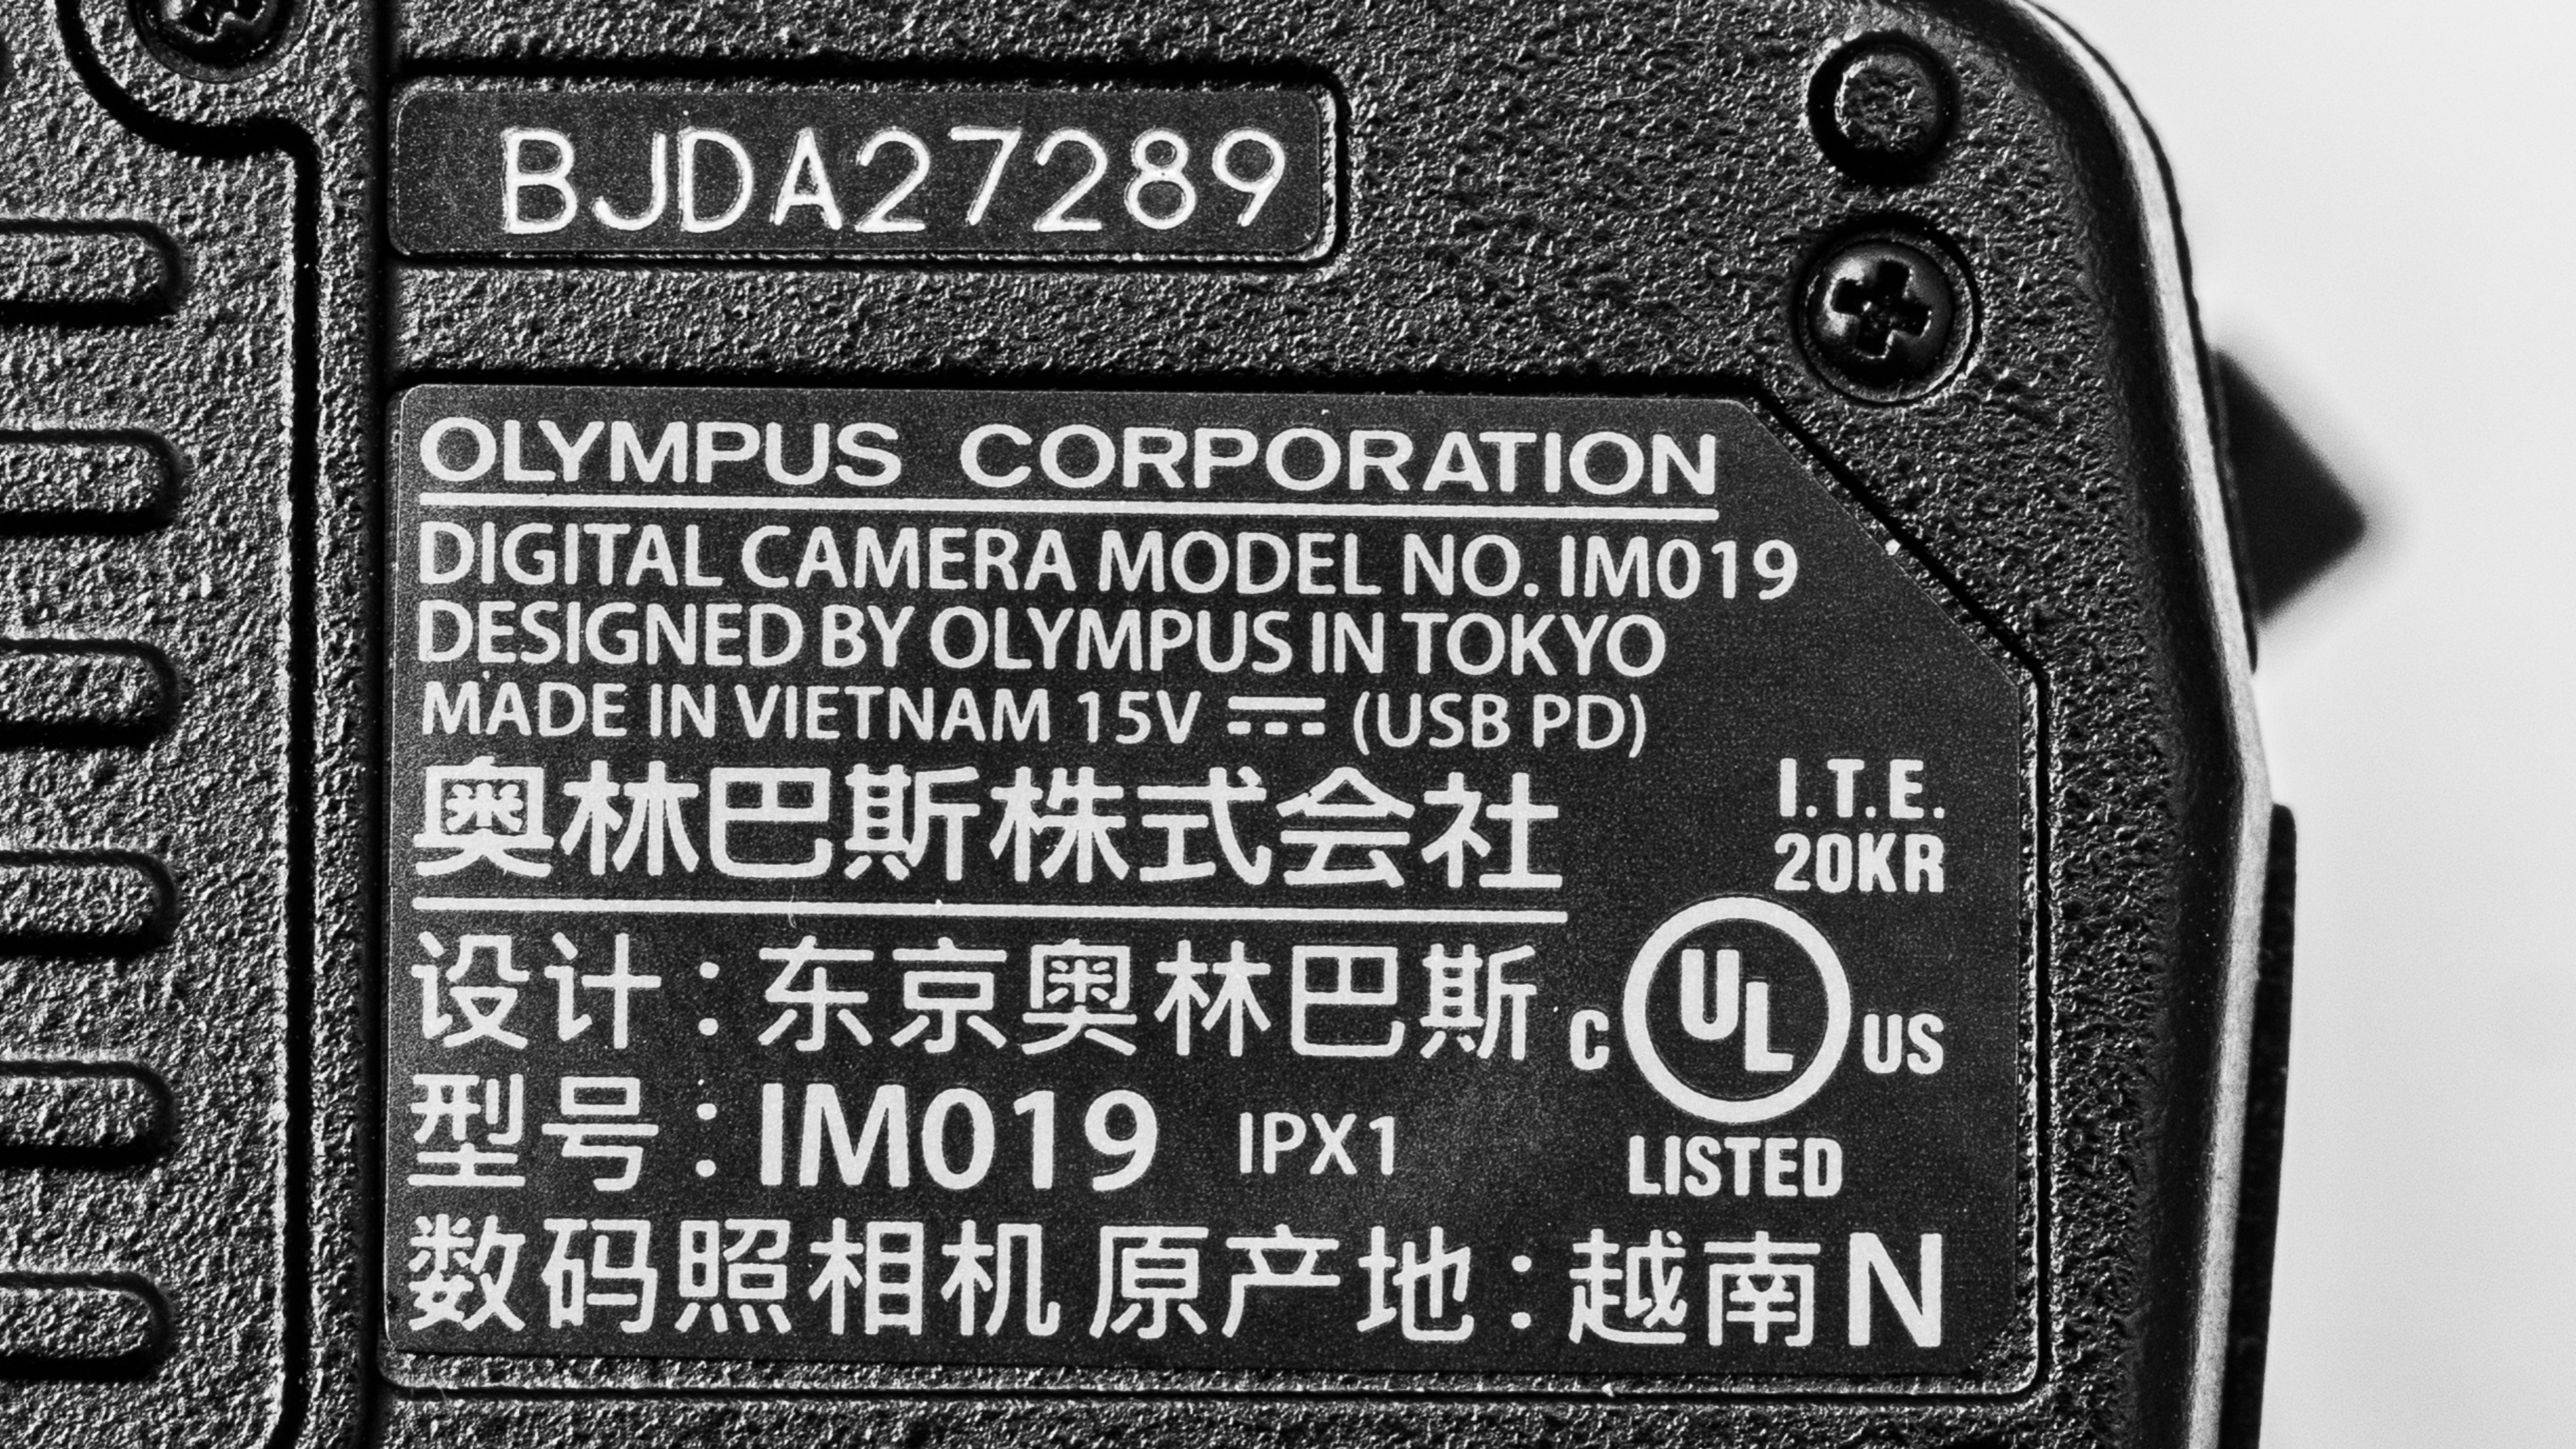 BJDA27289
OLYMPUS CORPORATION
DIGITAL CAMERA MODEL NO. IM019
DESIGNED BY OLYMPUS IN TOKYO
MADE IN VIETNAM 15V ⎓ (USB PD)
奥林巴斯株式会社
I.T.E.
20KR
设计:东京奥林巴斯
C UL US
LISTED
型号:IM019 IPX1
数码照相机 原产地:越南 N